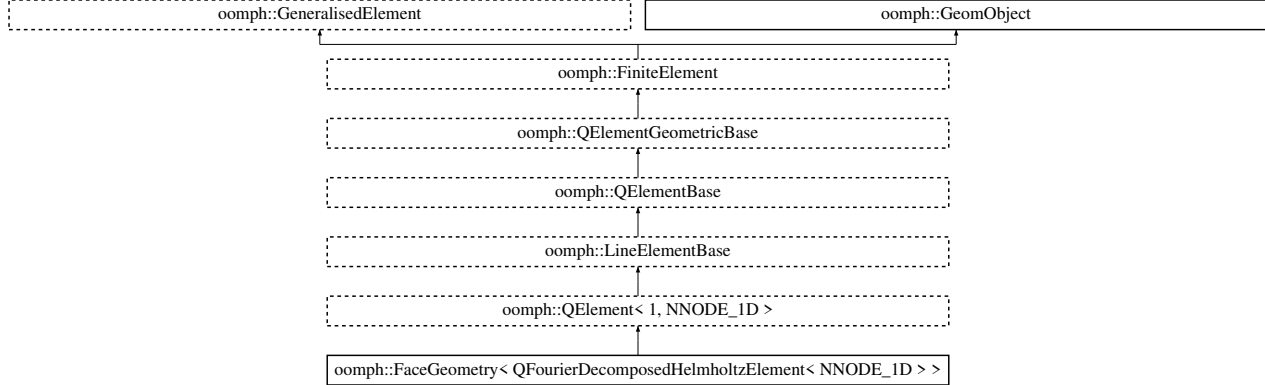 oomph::GeneralisedElement
oomph::GeomObject
oomph::FiniteElement
oomph::QElementGeometricBase
oomph::QElementBase
oomph::LineElementBase
oomph::QElement< 1, NNODE_1D >
oomph::FaceGeometry< QFourierDecomposedHelmholtzElement< NNODE_1D > >